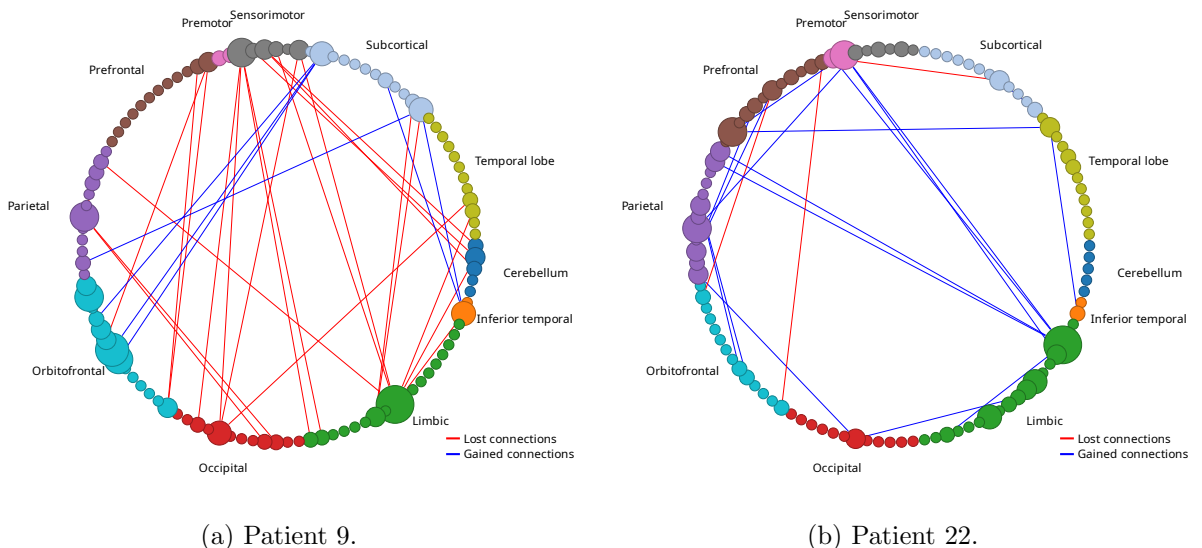 Sensorimotor
Premotor
Subcortical
Prefrontal
Temporal lobe
Parietal
Cerebellum
Inferior temporal
Orbitofrontal
Limbic
Lost connections
Gained connections
Occipital
(a) Patient 9.
Sensorimotor
Premotor
Subcortical
Prefrontal
Temporal lobe
Parietal
Cerebellum
Inferior temporal
Orbitofrontal
Limbic
Lost connections
Gained connections
Occipital
(b) Patient 22.